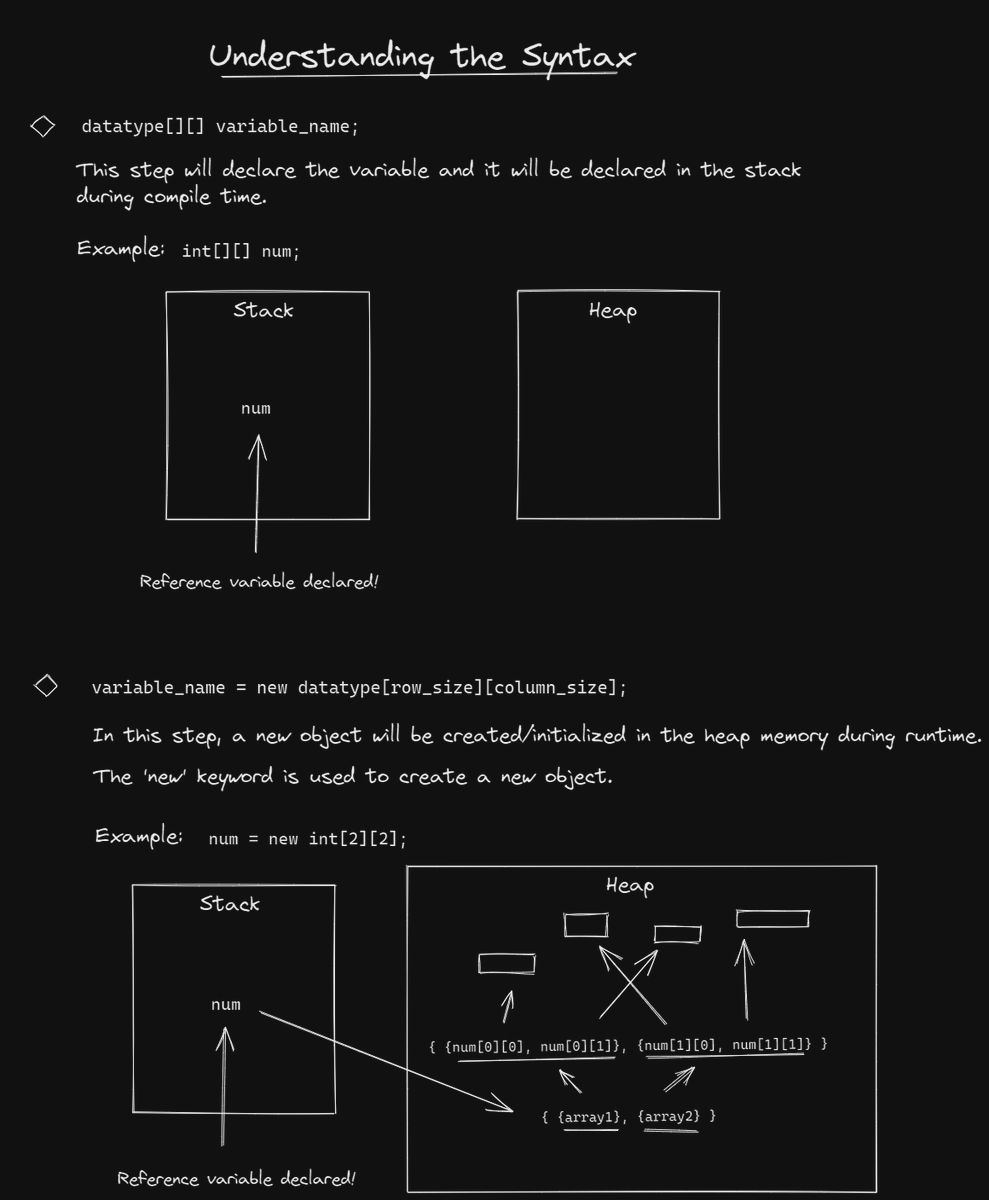 Understanding the Syntax
datatype[][] variable_name;
This step will declare the variable and it will be declared in the stack
during compile time.
Example: int[][] num;
Stack
Heap
num
Reference variable declared!
variable_name = new datatype[row_size][column_size];
In this step, a new object will be created/initialized in the heap memory during runtime.
The 'new' keyword is used to create a new object.
Example: num = new int[2][2];
Stack
Heap
num
{ {num[0][0], num[0][1]}, {num[1][0], num[1][1]} }
{ {array1}, {array2} }
Reference variable declared!